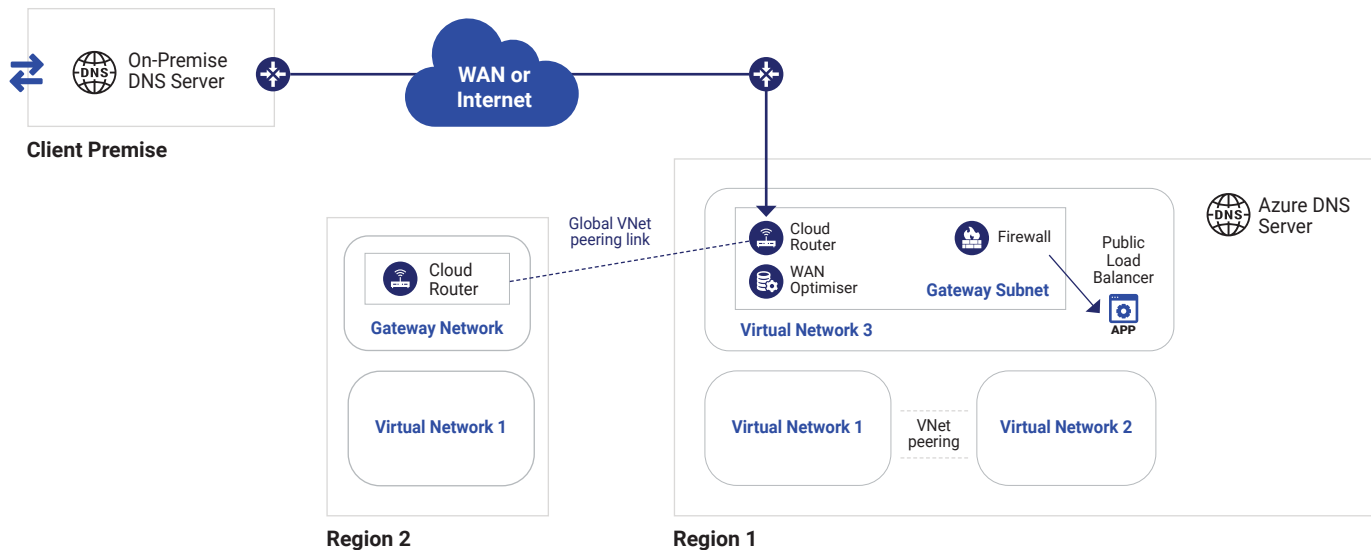 DNS
On-Premise
DNS Server
WAN or
Internet
Client Premise
Global VNet
peering link
Cloud
Router
Gateway Network
Virtual Network 1
Region 2
Cloud
Router
WAN
Optimiser
Firewall
Gateway Subnet
Virtual Network 3
Public
Load
Balancer
APP
DNS
Azure DNS
Server
Virtual Network 1
VNet
peering
Virtual Network 2
Region 1